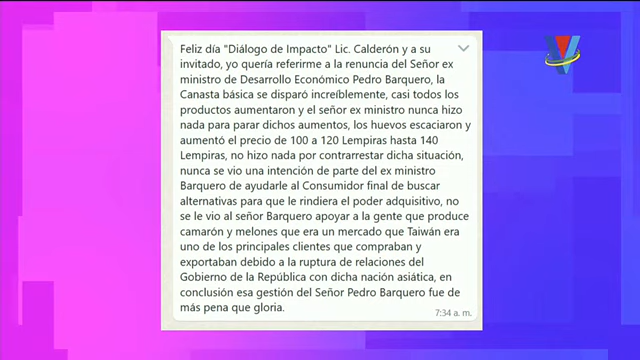 Feliz día "Diálogo de Impacto" Lic. Calderón y a su
invitado, yo quería referirme a la renuncia del Señor ex
ministro de Desarrollo Económico Pedro Barquero, la
Canasta básica se disparó increíblemente, casi todos los
productos aumentaron y el señor ex ministro nunca hizo
nada para parar dichos aumentos, los huevos escaciaron y
aumentó el precio de 100 a 120 Lempiras hasta 140
Lempiras, no hizo nada por contrarrestar dicha situación,
nunca se vio una intención de parte del ex ministro
Barquero de ayudarle al Consumidor final de buscar
alternativas para que le rindiera el poder adquisitivo, no
se le vio al señor Barquero apoyar a la gente que produce
camarón y melones que era un mercado que Taiwán era
uno de los principales clientes que compraban y
exportaban debido a la ruptura de relaciones del
Gobierno de la República con dicha nación asiática, en
conclusión esa gestión del Señor Pedro Barquero fue de
más pena que gloria.
7:34 a. m.